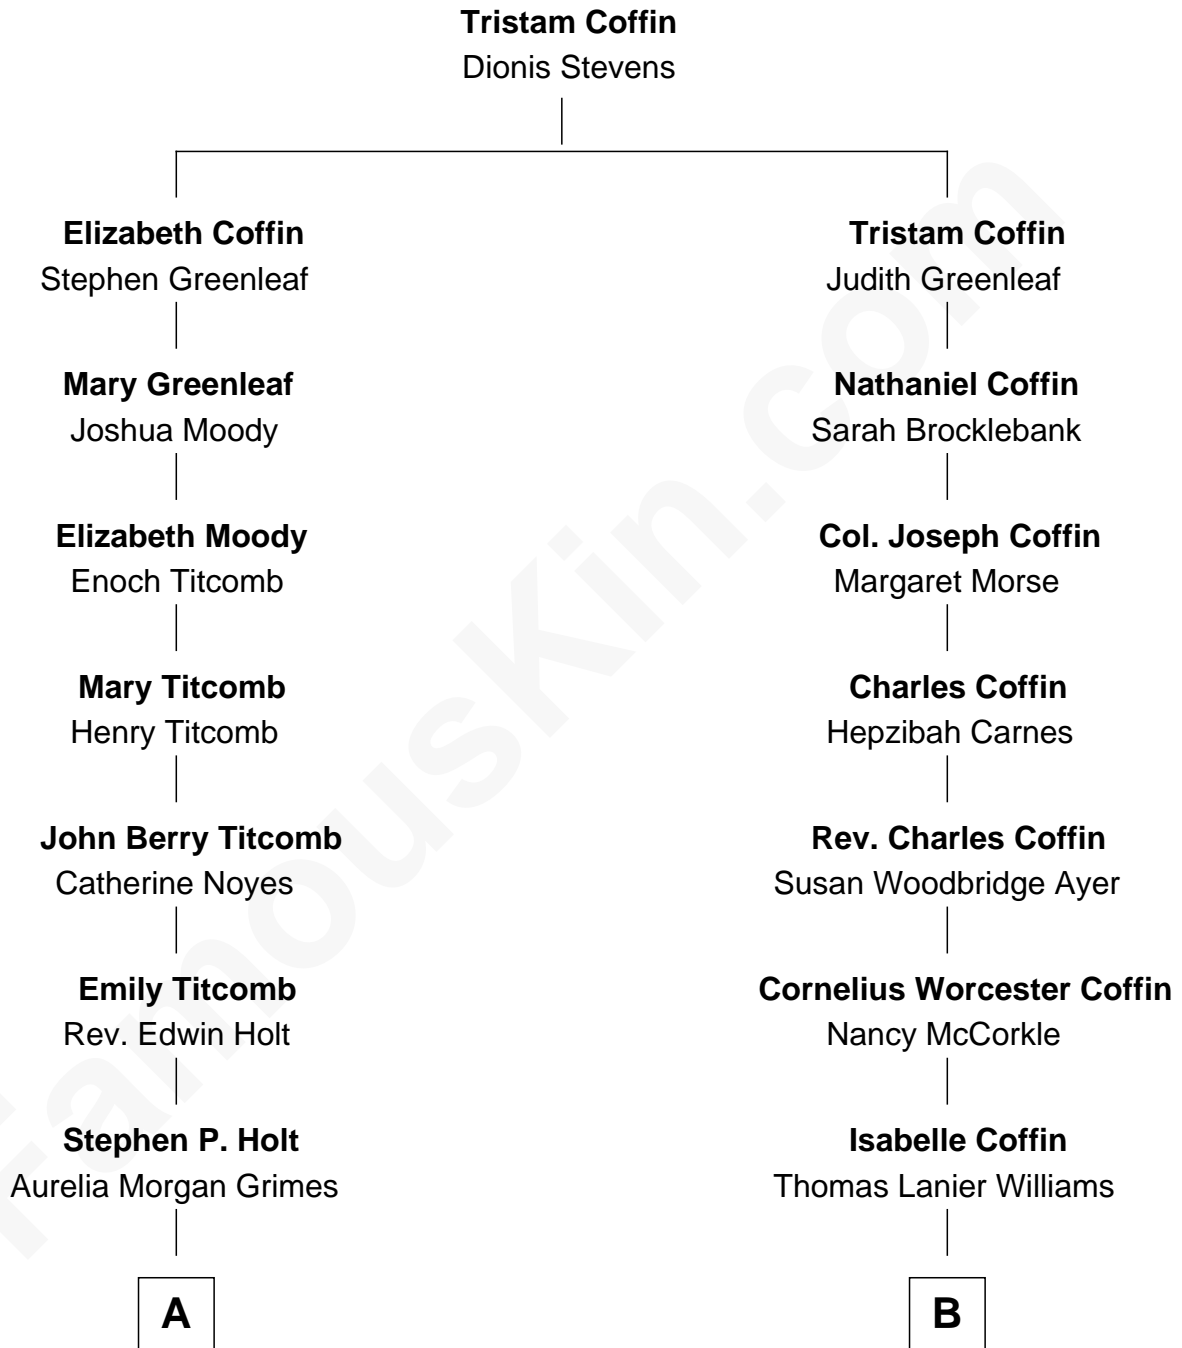 Tristam Coffin
Dionis Stevens
Elizabeth Coffin
Stephen Greenleaf
Tristam Coffin
Judith Greenleaf
Mary Greenleaf
Joshua Moody
Nathaniel Coffin
Sarah Brocklebank
Elizabeth Moody
Enoch Titcomb
Col. Joseph Coffin
Margaret Morse
Mary Titcomb
Henry Titcomb
Charles Coffin
Hepzibah Carnes
John Berry Titcomb
Catherine Noyes
Rev. Charles Coffin
Susan Woodbridge Ayer
Emily Titcomb
Rev. Edwin Holt
Cornelius Worcester Coffin
Nancy McCorkle
Stephen P. Holt
Aurelia Morgan Grimes
Isabelle Coffin
Thomas Lanier Williams
A
B
FamousKin.com